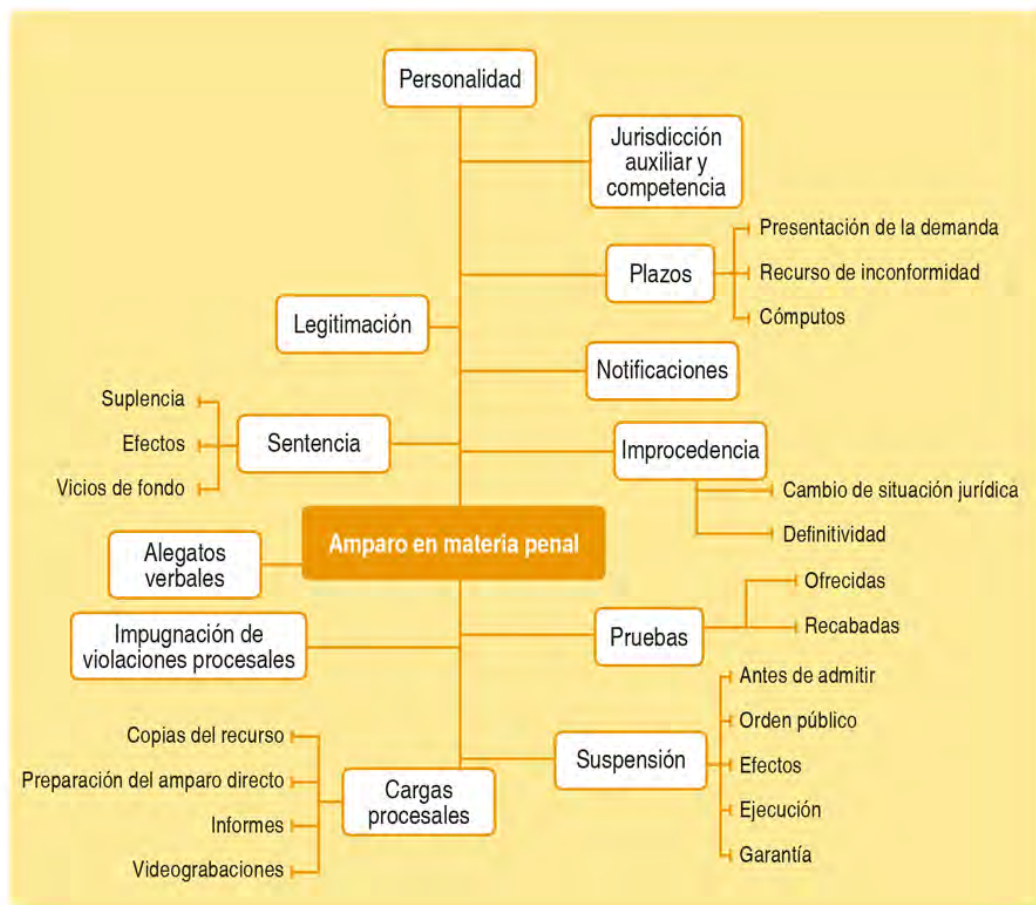 Personalidad
Jurisdicción
auxiliar y
competencia
Plazos
Presentación de la demanda
Recurso de inconformidad
Cómputos
Legitimación
Notificaciones
Suplencia
Efectos
Vicios de fondo
Sentencia
Improcedencia
Cambio de situación jurídica
Definitividad
Amparo en materia penal
Alegatos
verbales
Impugnación de
violaciones procesales
Pruebas
Ofrecidas
Recabadas
Suspensión
Antes de admitir
Orden público
Efectos
Ejecución
Garantía
Copias del recurso
Preparación del amparo directo
Informes
Videograbaciones
Cargas
procesales